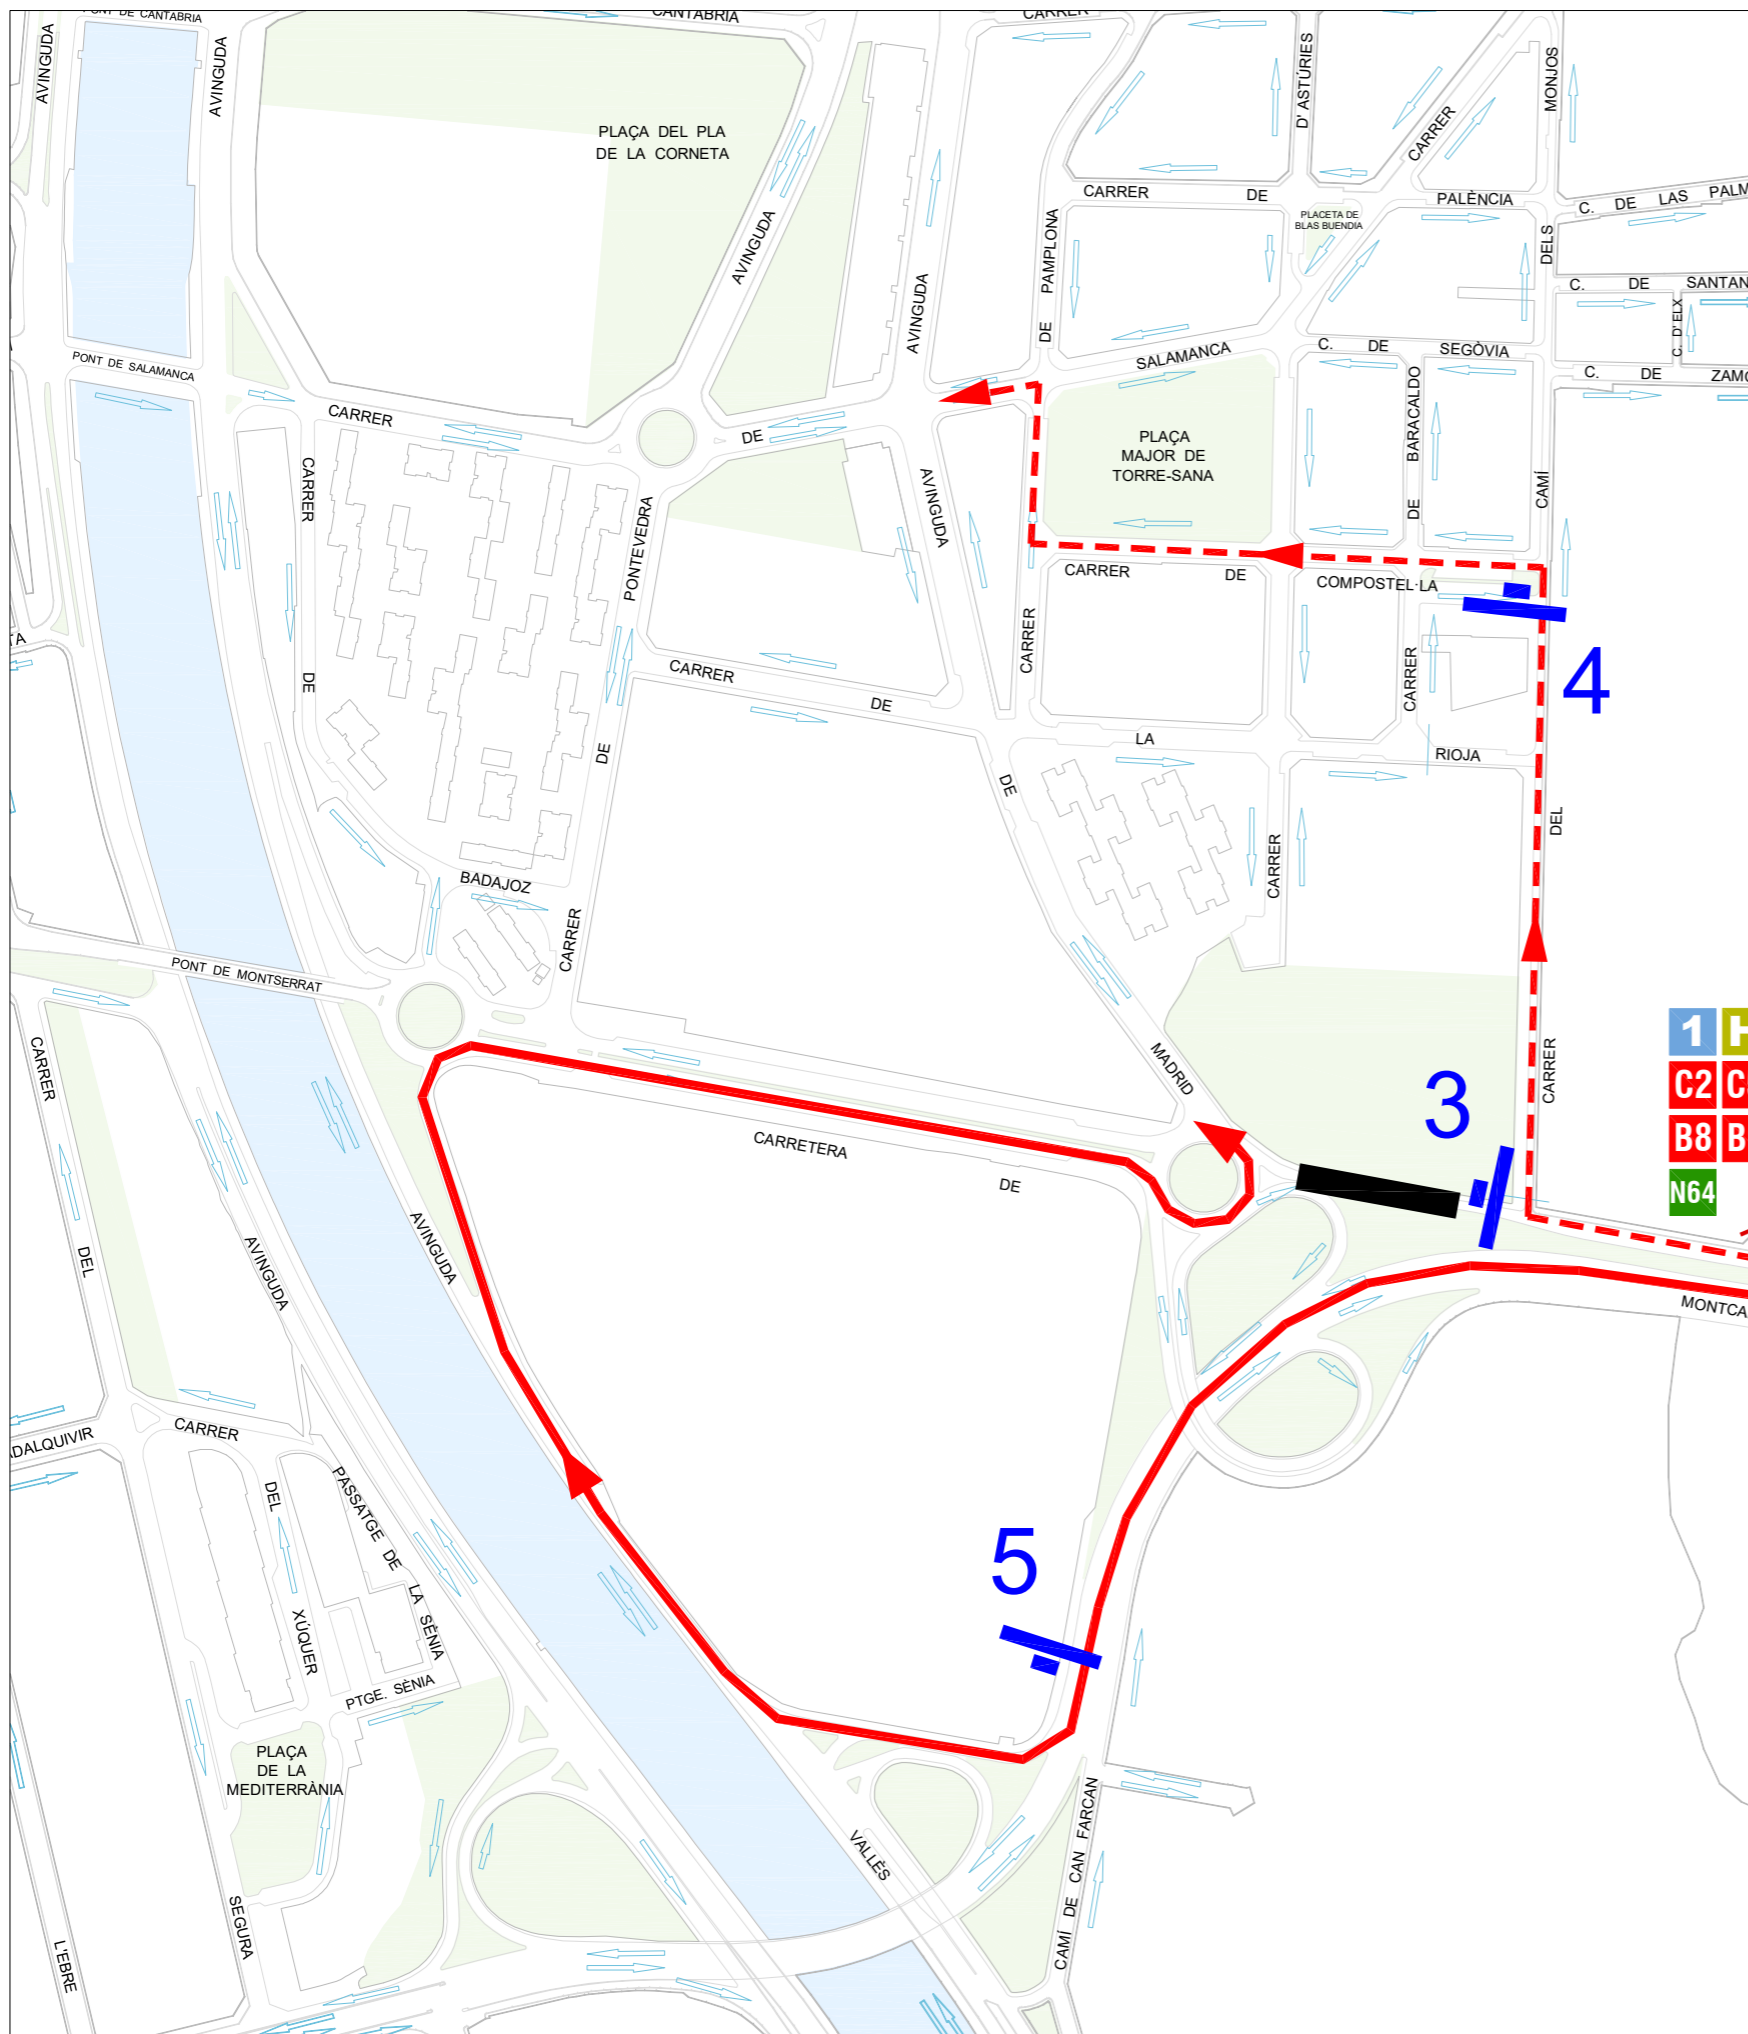 PONT DE CANTABRIA
CANTABRIA
CARRER
AVINGUDA
AVINGUDA
PLAÇA DEL PLA
DE LA CORNETA
AVINGUDA
AVINGUDA
D' ASTÚRIES
CARRER
MONJOS
CARRER DE PALÈNCIA
C. DE LAS PALM
PLACETA DE
BLAS BUENDIA
DE PAMPLONA
DELS
C. DE SANTAN
C. D'ELX
PONT DE SALAMANCA
SALAMANCA
C. DE SEGÒVIA
C. DE ZAMO
CARRER
DE
DE BARACALDO
PLAÇA
MAJOR DE
TORRE-SANA
CARRER
DE
AVINGUDA
CAMÍ
PONTEVEDRA
CARRER DE COMPOSTEL·LA
CARRER
CARRER
4
CARRER DE
LA
RIOJA
DE
DE
DEL
CARRER
BADAJOZ
CARRER
PONT DE MONTSERRAT
MADRID
CARRER
1 H
C2 C
B8 B
N64
3
CARRER
DEL
CARRETERA
DE
AVINGUDA
AVINGUDA
MONTCA
CARRER
DEL
XÚQUER
PASSATGE DE LA SÈNIA
PTGE. SÈNIA
5
PLAÇA
DE LA
MEDITERRÀNIA
VALLÈS
CAMÍ DE CAN FARCAN
SEGURA
L'EBRE